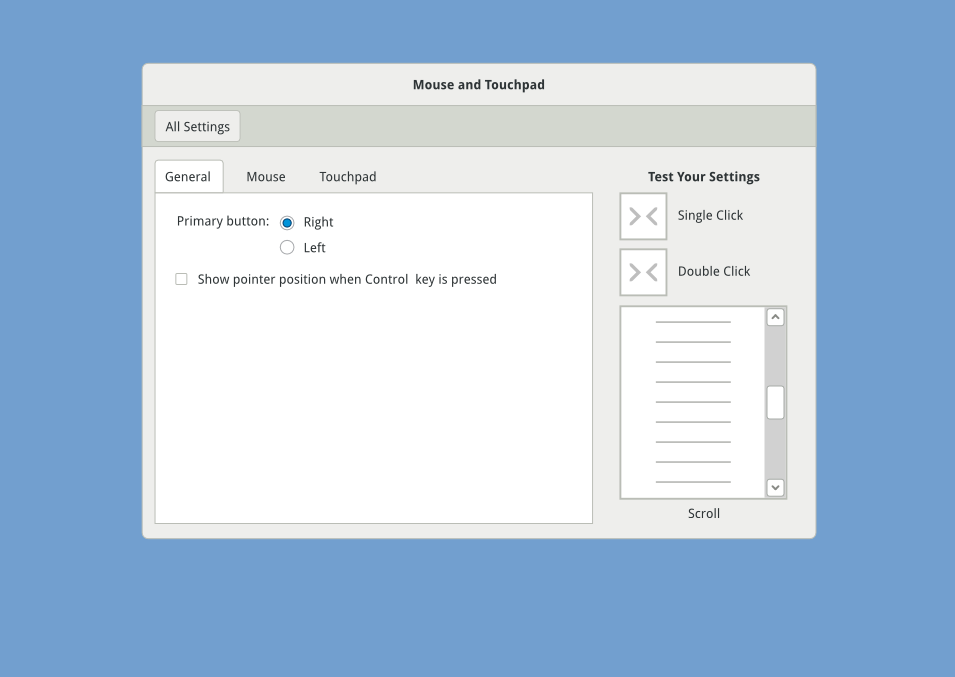 Mouse and Touchpad
All Settings
General
Mouse
Touchpad
Primary button:
Right
Left
Show pointer position when Control  key is pressed
Test Your Settings
Single Click
Double Click
Scroll